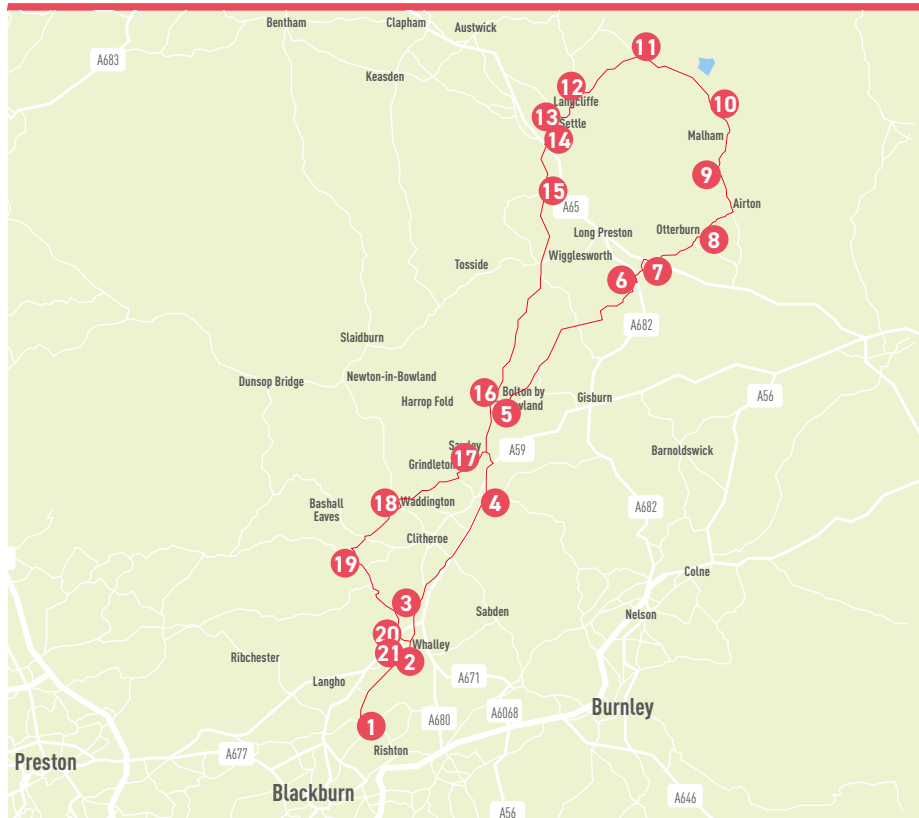 Bentham
Clapham
Austwick
A683
Keasden
11
12
Langcliffe
10
13
Settle
14
Malham
9
15
Airton
A65
Long Preston
Otterburn
8
Wigglesworth
Tosside
7
6
A682
Slaidburn
Newton-in-Bowland
Dunsop Bridge
Harrop Fold
16
Bolton by
Gisburn
A56
5
A59
Barnoldswick
17
Grindleton
18
Waddington
4
Bashall
Eaves
A682
Clitheroe
19
Colne
3
Sabden
Nelson
20
Whalley
21
2
Ribchester
Langho
A671
Burnley
1
A680
A6068
Rishton
A677
Preston
Blackburn
A646
A56